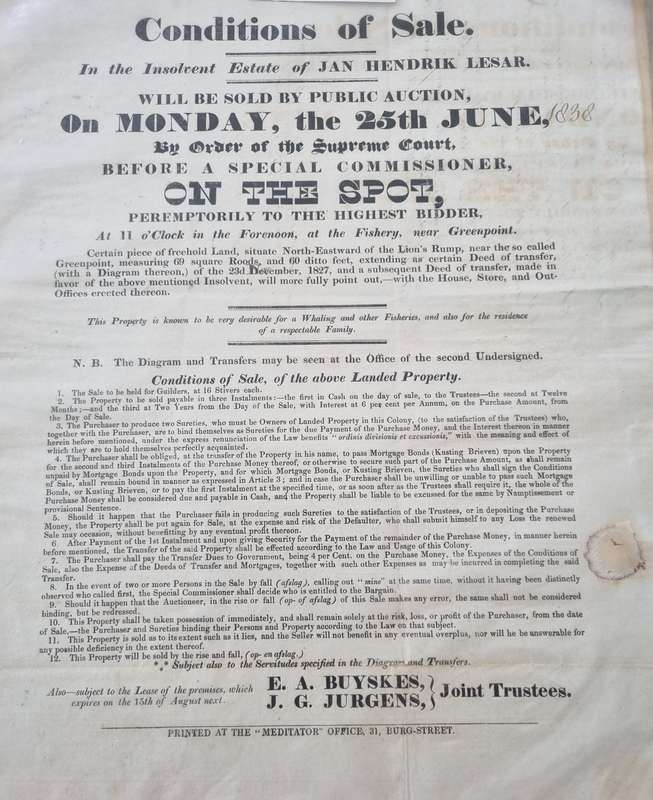 Conditions of Sale.
In the Insolvent Estate of JAN HENDRIK LESAR.
WILL BE SOLD BY PUBLIC AUCTION,
On MONDAY, the 25th JUNE, 1838
By Order of the Supreme Court,
BEFORE A SPECIAL COMMISSIONER,
ON THE SPOT,
PEREMPTORILY TO THE HIGHEST BIDDER,
At 11 o'Clock in the Forenoon, at the Fishery, near Greenpoint.
Certain piece of freehold Land, situate North-Eastward of the Lion's Rump, near the so called
Greenpoint, measuring 69 square Roods, and 60 ditto feet, extending as certain Deed of transfer,
(with a Diagram thereon,) of the 23d December, 1827, and a subsequent Deed of transfer, made in
favor of the above mentioned Insolvent, will more fully point out,—with the House, Store, and Out-
Offices erected thereon.
This Property is known to be very desirable for a Whaling and other Fisheries, and also for the residence
of a respectable Family.
N. B. The Diagram and Transfers may be seen at the Office of the second Undersigned.
Conditions of Sale, of the above Landed Property.
1. The Sale to be held for Guilders, at 16 Stivers each.
2. The Property to be sold payable in three Instalments:—the first in Cash on the day of sale, to the Trustees—the second at Twelve
Months;—and the third at Two Years from the Day of the Sale, with Interest at 6 per cent per Annum, on the Purchase Amount, from
the Day of Sale.
3. The Purchaser to produce two Sureties, who must be Owners of Landed Property in this Colony, (to the satisfaction of the Trustees) who,
together with the Purchaser, are to bind themselves as Sureties for the due Payment of the Purchase Money, and the Interest thereon in manner
herein before mentioned, under the express renunciation of the Law benefits "ordinis divisionis et excussionis," with the meaning and effect of
which they are to hold themselves perfectly acquainted.
4. The Purchaser shall be obliged, at the transfer of the Property in his name, to pass Mortgage Bonds (Kusting Brieven) upon the Property
for the second and third Instalments of the Purchase Money thereof, or otherwise to secure such part of the Purchase Amount, as shall remain
unpaid by Mortgage Bonds upon the Property, and for which Mortgage Bonds, or Kusting Brieven, the Sureties who shall sign the Conditions
of Sale, shall remain bound in manner as expressed in Article 3; and in case the Purchaser shall be unwilling or unable to pass such Mortgage
Bonds, or Kusting Brieven, or to pay the first Instalment at the specified time, or as soon after as the Trustees shall require it, the whole of the
Purchase Money shall be considered due and payable in Cash, and the Property shall be liable to be excussed for the same by Namptissement or
provisional Sentence.
5. Should it happen that the Purchaser fails in producing such Sureties to the satisfaction of the Trustees, or in depositing the Purchase
Money, the Property shall be put again for Sale, at the expense and risk of the Defaulter, who shall submit himself to any Loss the renewed
Sale may occasion, without benefitting by any eventual profit thereon.
6 After Payment of the 1st Instalment and upon giving Security for the Payment of the remainder of the Purchase Money, in manner herein
before mentioned, the Transfer of the said Property shall be effected according to the Law and Usage of this Colony.
7. The Purchaser shall pay the Transfer Dues to Government, being 4 per Cent. on the Purchase Money, the Expenses of the Conditions of
Sale, also the Expense of the Deeds of Transfer and Mortgages, together with such other Expenses as may be incurred in completing the said
Transfer.
8. In the event of two or more Persons in the Sale by fall (afslag), calling out "mine" at the same time, without it having been distinctly
observed who called first, the Special Commissioner shall decide who is entitled to the Bargain.
9. Should it happen that the Auctioneer, in the rise or fall (op- of afslag) of this Sale makes any error, the same shall not be considered
binding, but be redressed.
10. This Property shall be taken possession of immediately, and shall remain solely at the risk, loss, or profit of the Purchaser, from the date
of Sale.—the Purchaser and Sureties binding their Persons and Property according to the Law on that subject.
11. This Property is sold as to its extent such as it lies, and the Seller will not benefit in any eventual overplus, nor will he be answerable for
any possible deficiency in the extent thereof.
12. This Property will be sold by the rise and fall, (op- en afslag.)
*** Subject also to the Servitudes specified in the Diagram and Transfers.
Also—subject to the Lease of the premises, which
expires on the 15th of August next.
E. A. BUYSKES,
J. G. JURGENS,
} Joint Trustees.
PRINTED AT THE "MEDITATOR" OFFICE, 31, BURG-STREET.